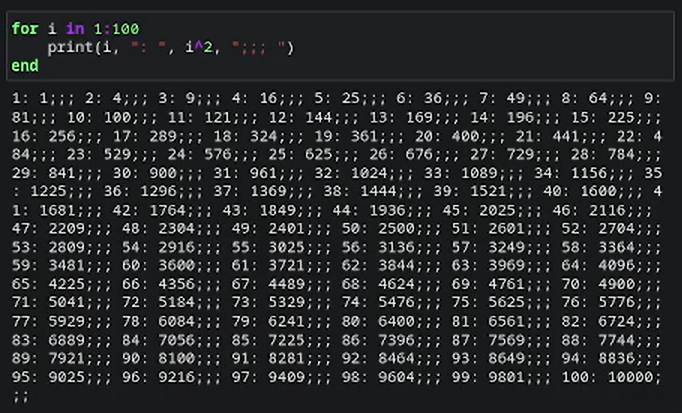 for i in 1:100
    print(i, ": ", i^2, ";;; ")
end
1: 1;;; 2: 4;;; 3: 9;;; 4: 16;;; 5: 25;;; 6: 36;;; 7: 49;;; 8: 64;;; 9:
81;;; 10: 100;;; 11: 121;;; 12: 144;;; 13: 169;;; 14: 196;;; 15: 225;;;
16: 256;;; 17: 289;;; 18: 324;;; 19: 361;;; 20: 400;;; 21: 441;;; 22: 4
84;;; 23: 529;;; 24: 576;;; 25: 625;;; 26: 676;;; 27: 729;;; 28: 784;;;
29: 841;;; 30: 900;;; 31: 961;;; 32: 1024;;; 33: 1089;;; 34: 1156;;; 35
: 1225;;; 36: 1296;;; 37: 1369;;; 38: 1444;;; 39: 1521;;; 40: 1600;;; 4
1: 1681;;; 42: 1764;;; 43: 1849;;; 44: 1936;;; 45: 2025;;; 46: 2116;;;
47: 2209;;; 48: 2304;;; 49: 2401;;; 50: 2500;;; 51: 2601;;; 52: 2704;;;
53: 2809;;; 54: 2916;;; 55: 3025;;; 56: 3136;;; 57: 3249;;; 58: 3364;;;
59: 3481;;; 60: 3600;;; 61: 3721;;; 62: 3844;;; 63: 3969;;; 64: 4096;;;
65: 4225;;; 66: 4356;;; 67: 4489;;; 68: 4624;;; 69: 4761;;; 70: 4900;;;
71: 5041;;; 72: 5184;;; 73: 5329;;; 74: 5476;;; 75: 5625;;; 76: 5776;;;
77: 5929;;; 78: 6084;;; 79: 6241;;; 80: 6400;;; 81: 6561;;; 82: 6724;;;
83: 6889;;; 84: 7056;;; 85: 7225;;; 86: 7396;;; 87: 7569;;; 88: 7744;;;
89: 7921;;; 90: 8100;;; 91: 8281;;; 92: 8464;;; 93: 8649;;; 94: 8836;;;
95: 9025;;; 96: 9216;;; 97: 9409;;; 98: 9604;;; 99: 9801;;; 100: 10000;
;;